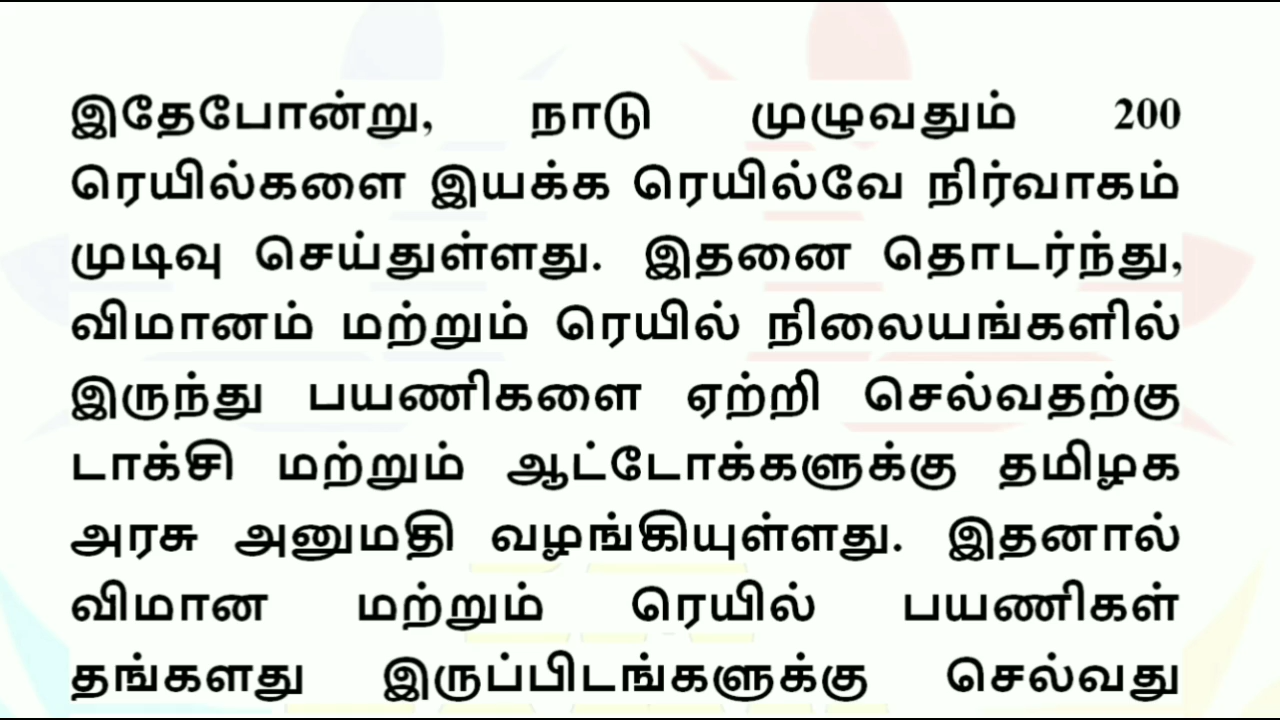 இதேபோன்று, நாடு முழுவதும் 200
ரெயில்களை இயக்க ரெயில்வே நிர்வாகம்
முடிவு செய்துள்ளது. இதனை தொடர்ந்து,
விமானம் மற்றும் ரெயில் நிலையங்களில்
இருந்து பயணிகளை ஏற்றி செல்வதற்கு
டாக்சி மற்றும் ஆட்டோக்களுக்கு தமிழக
அரசு அனுமதி வழங்கியுள்ளது. இதனால்
விமான மற்றும் ரெயில் பயணிகள்
தங்களது இருப்பிடங்களுக்கு செல்வது